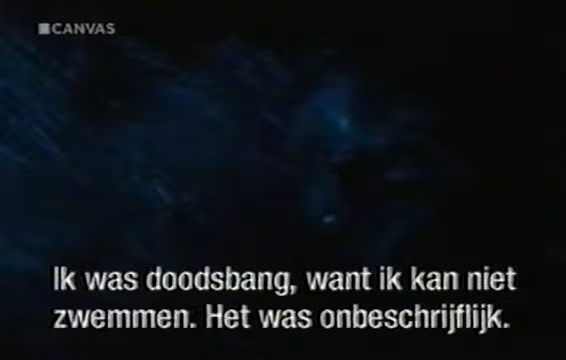 CANVAS
Ik was doodsbang, want ik kan niet
zwemmen. Het was onbeschrijflijk.